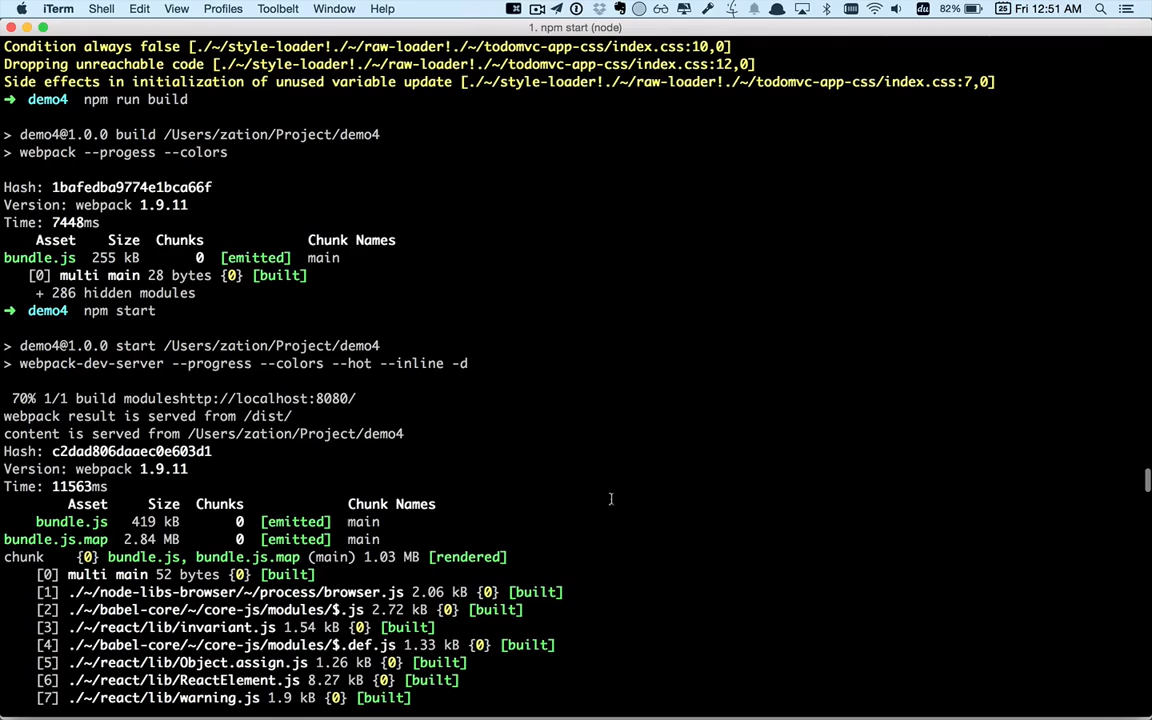 iTerm Shell Edit View Profiles Toolbelt Window Help 82% 25 Fri 12:51 AM
1. npm start (node)
Condition always false [./~/style-loader!./~/raw-loader!./~/todomvc-app-css/index.css:10,0]
Dropping unreachable code [./~/style-loader!./~/raw-loader!./~/todomvc-app-css/index.css:12,0]
Side effects in initialization of unused variable update [./~/style-loader!./~/raw-loader!./~/todomvc-app-css/index.css:7,0]
➜ demo4 npm run build
> demo4@1.0.0 build /Users/zation/Project/demo4
> webpack --progess --colors
Hash: 1bafedba9774e1bca66f
Version: webpack 1.9.11
Time: 7448ms
Asset Size Chunks Chunk Names
bundle.js 255 kB 0 [emitted] main
[0] multi main 28 bytes {0} [built]
+ 286 hidden modules
➜ demo4 npm start
> demo4@1.0.0 start /Users/zation/Project/demo4
> webpack-dev-server --progress --colors --hot --inline -d
70% 1/1 build moduleshttp://localhost:8080/
webpack result is served from /dist/
content is served from /Users/zation/Project/demo4
Hash: c2dad806daaec0e603d1
Version: webpack 1.9.11
Time: 11563ms
Asset Size Chunks Chunk Names
bundle.js 419 kB 0 [emitted] main
bundle.js.map 2.84 MB 0 [emitted] main
chunk {0} bundle.js, bundle.js.map (main) 1.03 MB [rendered]
[0] multi main 52 bytes {0} [built]
[1] ./~/node-libs-browser/~/process/browser.js 2.06 kB {0} [built]
[2] ./~/babel-core/~/core-js/modules/$.js 2.72 kB {0} [built]
[3] ./~/react/lib/invariant.js 1.54 kB {0} [built]
[4] ./~/babel-core/~/core-js/modules/$.def.js 1.33 kB {0} [built]
[5] ./~/react/lib/Object.assign.js 1.26 kB {0} [built]
[6] ./~/react/lib/ReactElement.js 8.27 kB {0} [built]
[7] ./~/react/lib/warning.js 1.9 kB {0} [built]